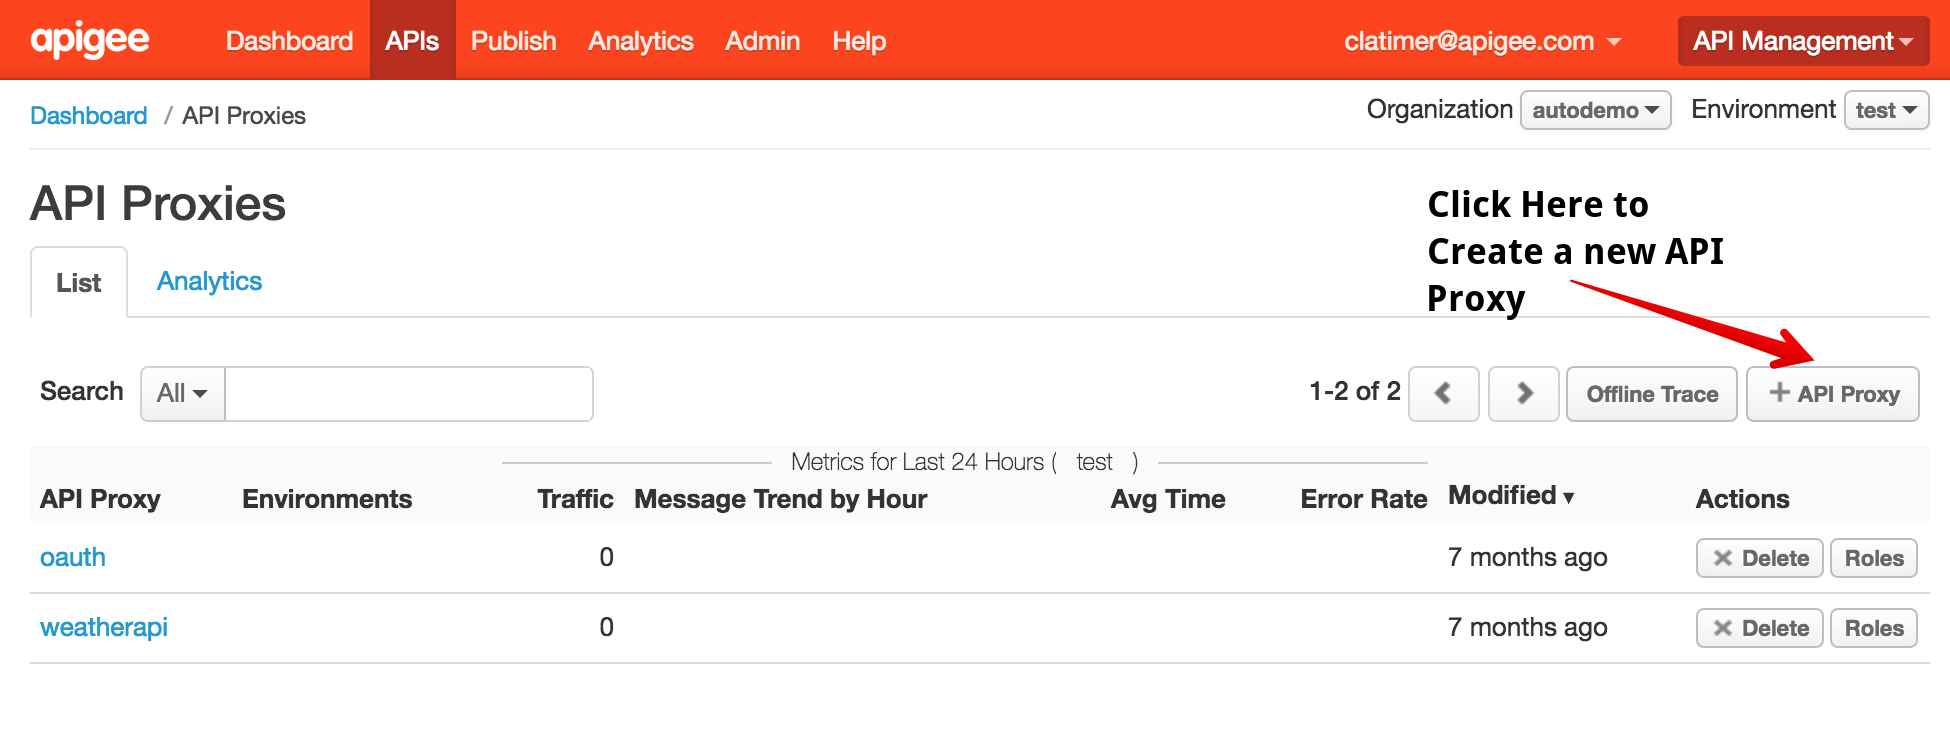 apigee Dashboard APIs Publish Analytics Admin Help clatimer@apigee.com API Management
Dashboard / API Proxies Organization autodemo Environment test
API Proxies
Click Here to
Create a new API
Proxy
List Analytics
Search All 1-2 of 2 Offline Trace + API Proxy
Metrics for Last 24 Hours ( test )
API Proxy Environments Traffic Message Trend by Hour Avg Time Error Rate Modified ▾ Actions
oauth 0 7 months ago × Delete Roles
weatherapi 0 7 months ago × Delete Roles